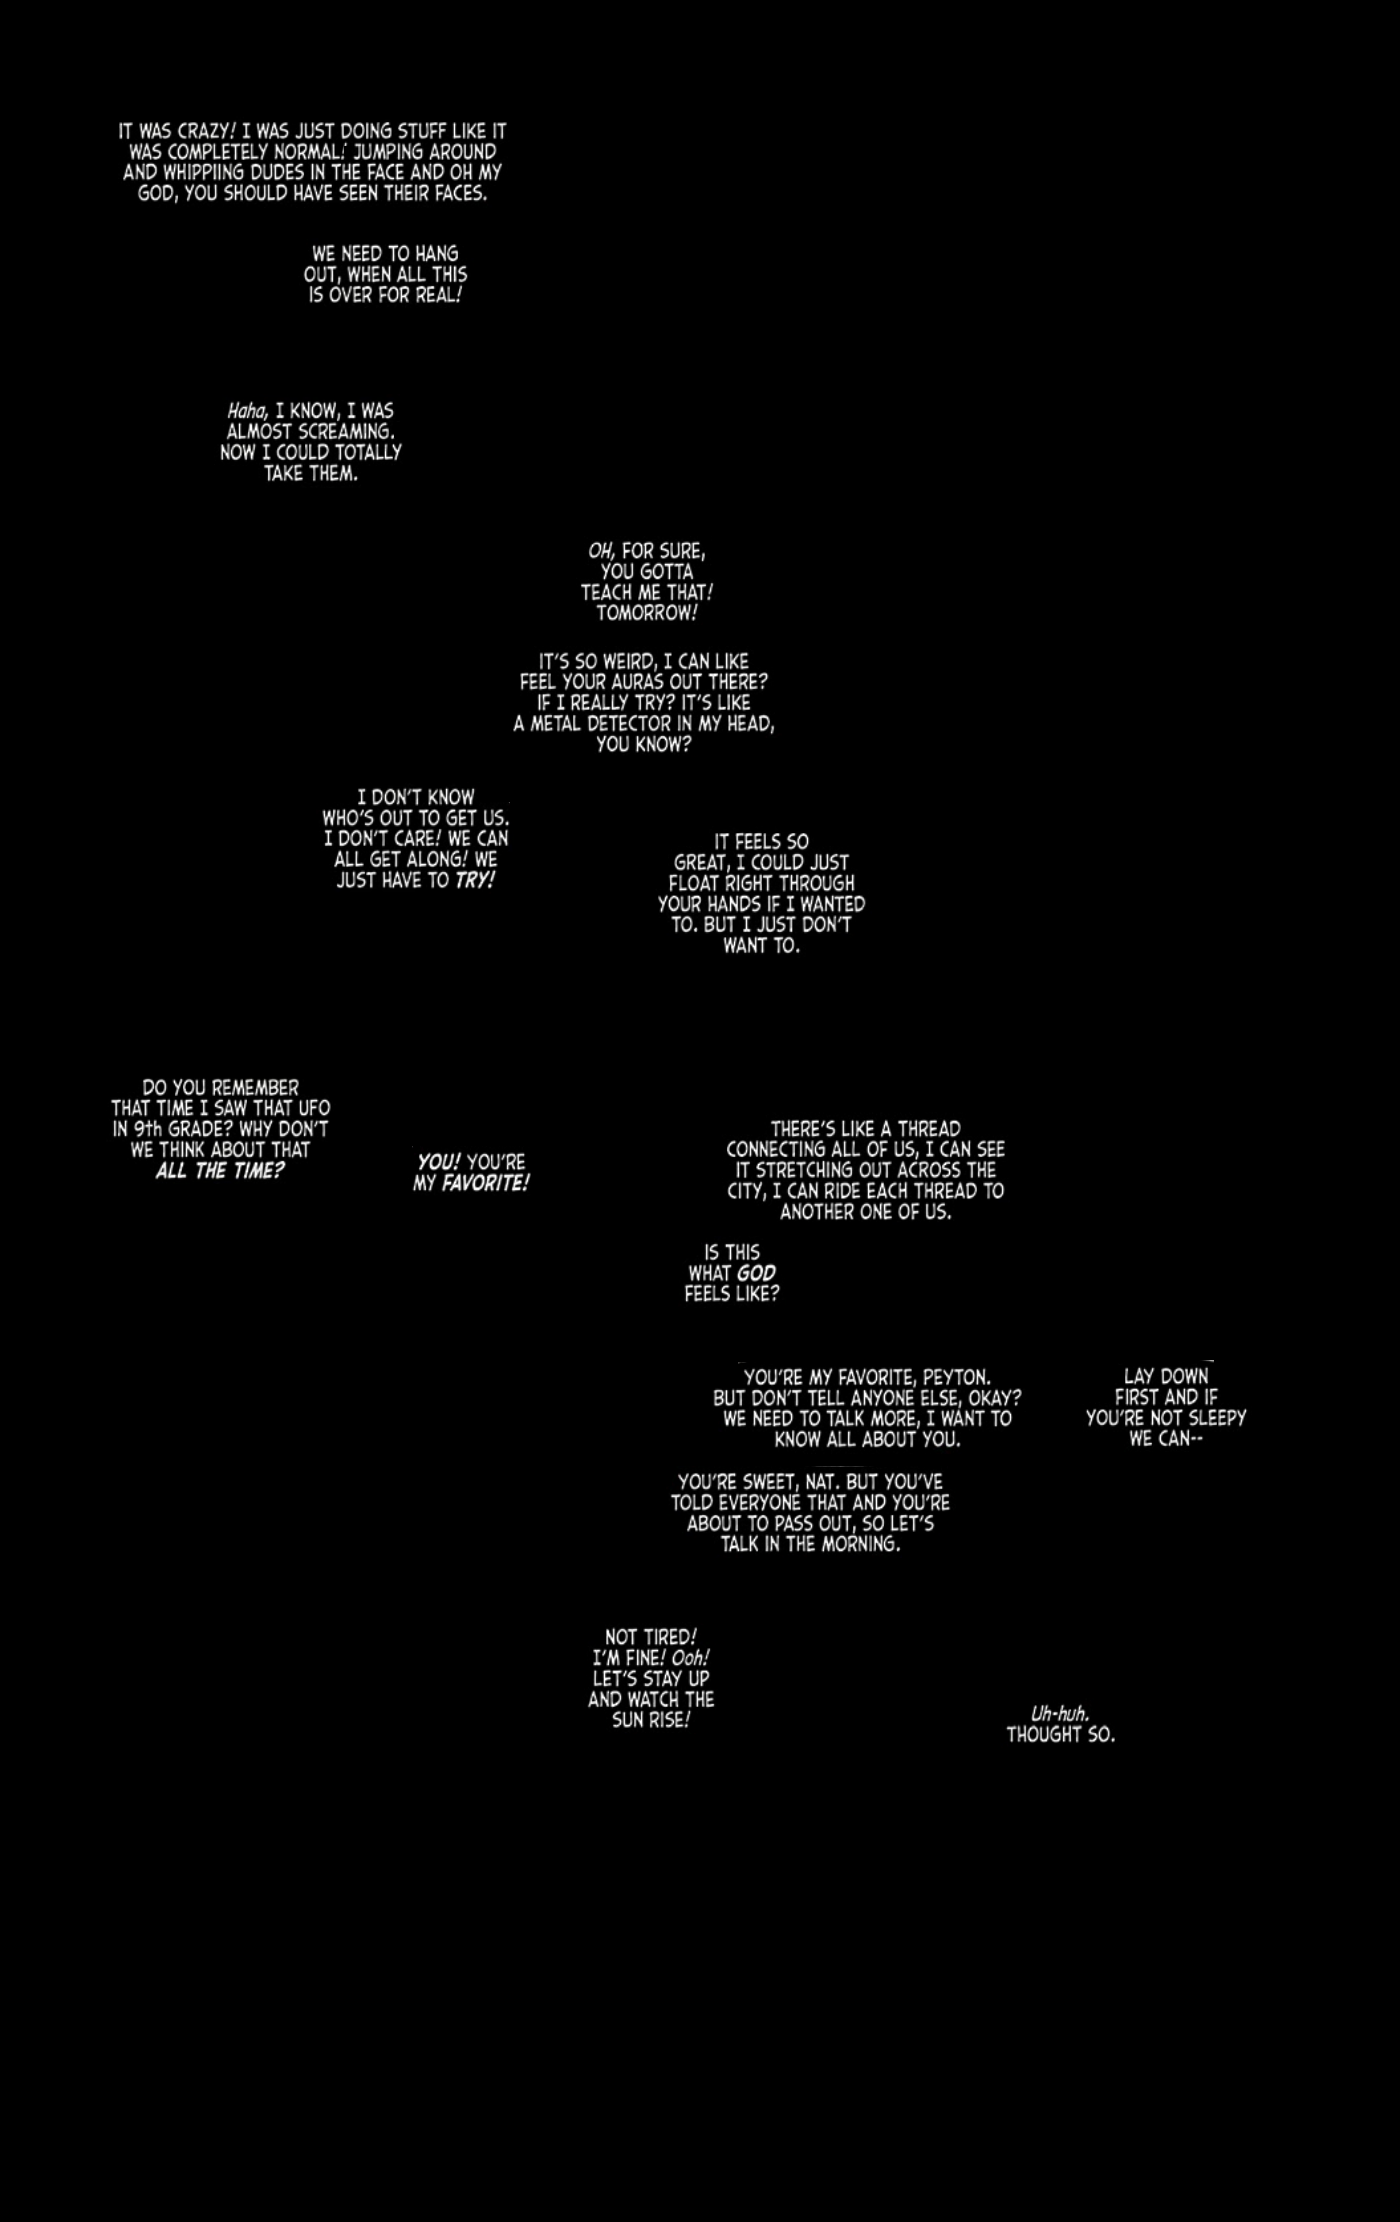 IT WAS CRAZY! I WAS JUST DOING STUFF LIKE IT
WAS COMPLETELY NORMAL! JUMPING AROUND
AND WHIPPIING DUDES IN THE FACE AND OH MY
GOD, YOU SHOULD HAVE SEEN THEIR FACES.
WE NEED TO HANG
OUT, WHEN ALL THIS
IS OVER FOR REAL!
Haha, I KNOW, I WAS
ALMOST SCREAMING.
NOW I COULD TOTALLY
TAKE THEM.
OH, FOR SURE,
YOU GOTTA
TEACH ME THAT!
TOMORROW!
IT'S SO WEIRD, I CAN LIKE
FEEL YOUR AURAS OUT THERE?
IF I REALLY TRY? IT'S LIKE
A METAL DETECTOR IN MY HEAD,
YOU KNOW?
I DON'T KNOW
WHO'S OUT TO GET US.
I DON'T CARE! WE CAN
ALL GET ALONG! WE
JUST HAVE TO TRY!
IT FEELS SO
GREAT, I COULD JUST
FLOAT RIGHT THROUGH
YOUR HANDS IF I WANTED
TO. BUT I JUST DON'T
WANT TO.
DO YOU REMEMBER
THAT TIME I SAW THAT UFO
IN 9th GRADE? WHY DON'T
WE THINK ABOUT THAT
ALL THE TIME?
YOU! YOU'RE
MY FAVORITE!
THERE'S LIKE A THREAD
CONNECTING ALL OF US, I CAN SEE
IT STRETCHING OUT ACROSS THE
CITY, I CAN RIDE EACH THREAD TO
ANOTHER ONE OF US.
IS THIS
WHAT GOD
FEELS LIKE?
YOU'RE MY FAVORITE, PEYTON.
BUT DON'T TELL ANYONE ELSE, OKAY?
WE NEED TO TALK MORE, I WANT TO
KNOW ALL ABOUT YOU.
YOU'RE SWEET, NAT. BUT YOU'VE
TOLD EVERYONE THAT AND YOU'RE
ABOUT TO PASS OUT, SO LET'S
TALK IN THE MORNING.
LAY DOWN
FIRST AND IF
YOU'RE NOT SLEEPY
WE CAN--
NOT TIRED!
I'M FINE! Ooh!
LET'S STAY UP
AND WATCH THE
SUN RISE!
Uh-huh.
THOUGHT SO.